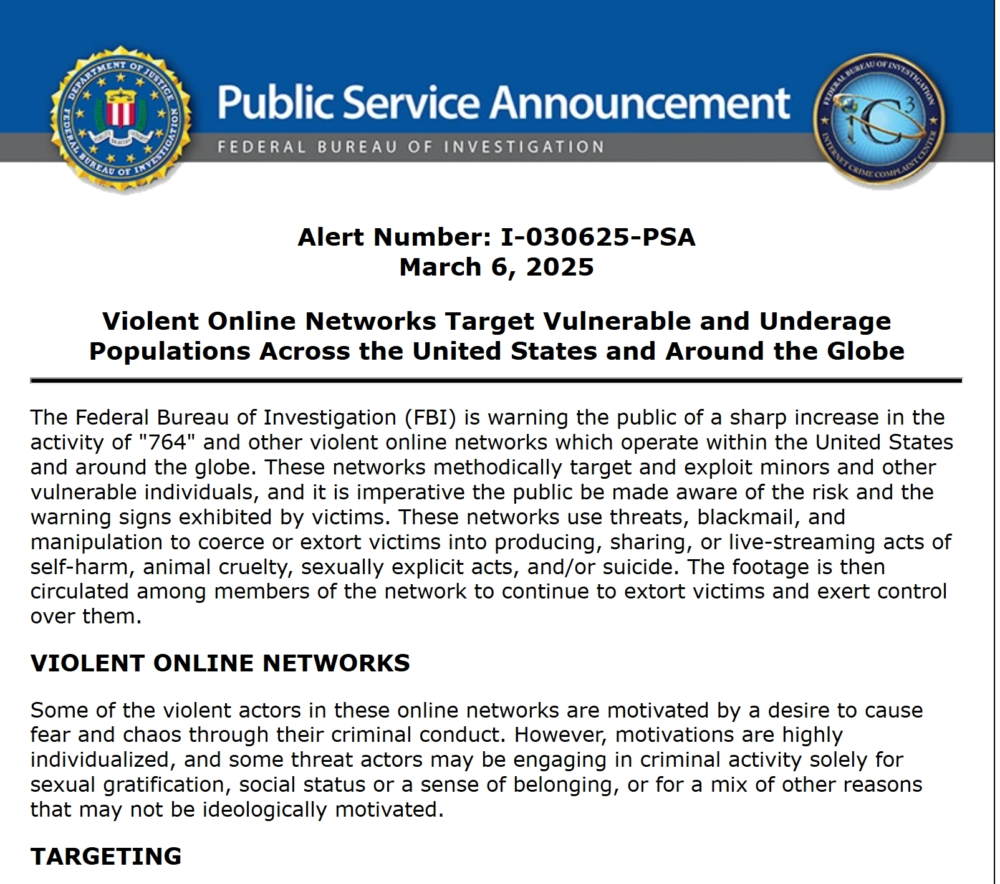 DEPARTMENT OF JUSTICE
FEDERAL BUREAU OF INVESTIGATION
Public Service Announcement
FEDERAL BUREAU OF INVESTIGATION
FEDERAL BUREAU OF INVESTIGATION
iC3
INTERNET CRIME COMPLAINT CENTER
Alert Number: I-030625-PSA
March 6, 2025
Violent Online Networks Target Vulnerable and Underage
Populations Across the United States and Around the Globe
The Federal Bureau of Investigation (FBI) is warning the public of a sharp increase in the
activity of "764" and other violent online networks which operate within the United States
and around the globe. These networks methodically target and exploit minors and other
vulnerable individuals, and it is imperative the public be made aware of the risk and the
warning signs exhibited by victims. These networks use threats, blackmail, and
manipulation to coerce or extort victims into producing, sharing, or live-streaming acts of
self-harm, animal cruelty, sexually explicit acts, and/or suicide. The footage is then
circulated among members of the network to continue to extort victims and exert control
over them.
VIOLENT ONLINE NETWORKS
Some of the violent actors in these online networks are motivated by a desire to cause
fear and chaos through their criminal conduct. However, motivations are highly
individualized, and some threat actors may be engaging in criminal activity solely for
sexual gratification, social status or a sense of belonging, or for a mix of other reasons
that may not be ideologically motivated.
TARGETING